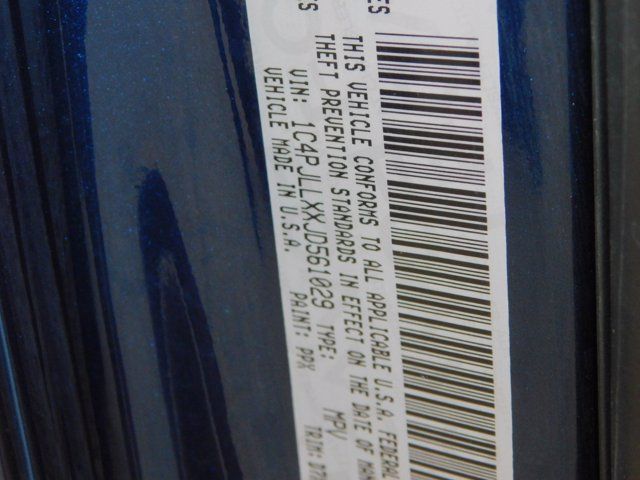 THIS VEHICLE CONFORMS TO ALL APPLICABLE U.S.A. FEDERAL
THEFT PREVENTION STANDARDS IN EFFECT ON THE DATE OF
VIN: 1C4PJLLXXJD561029 TYPE: MPV
VEHICLE MADE IN U.S.A. PAINT: PPX TRIM: